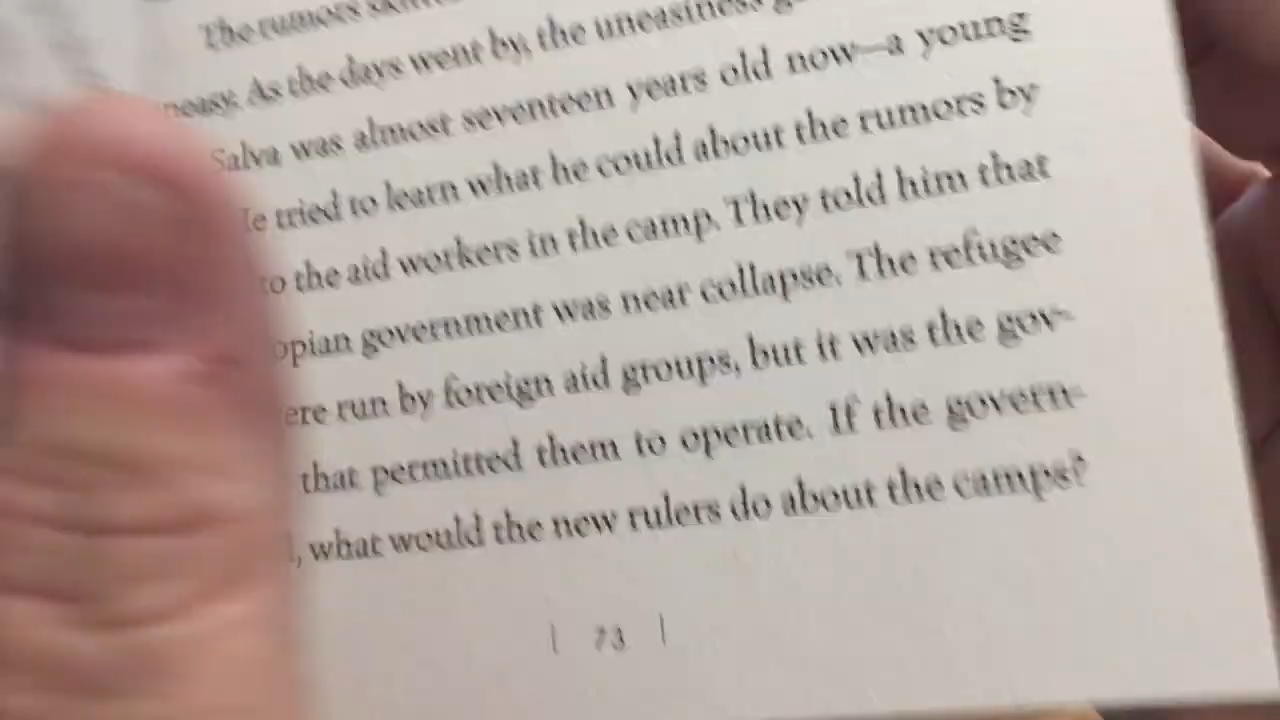 The rumors
neasy. As the days went by, the uneasiness
Salva was almost seventeen years old now—a young
He tried to learn what he could about the rumors by
to the aid workers in the camp. They told him that
opian government was near collapse. The refugee
ere run by foreign aid groups, but it was the gov-
that permitted them to operate. If the govern-
, what would the new rulers do about the camps?
| 73 |